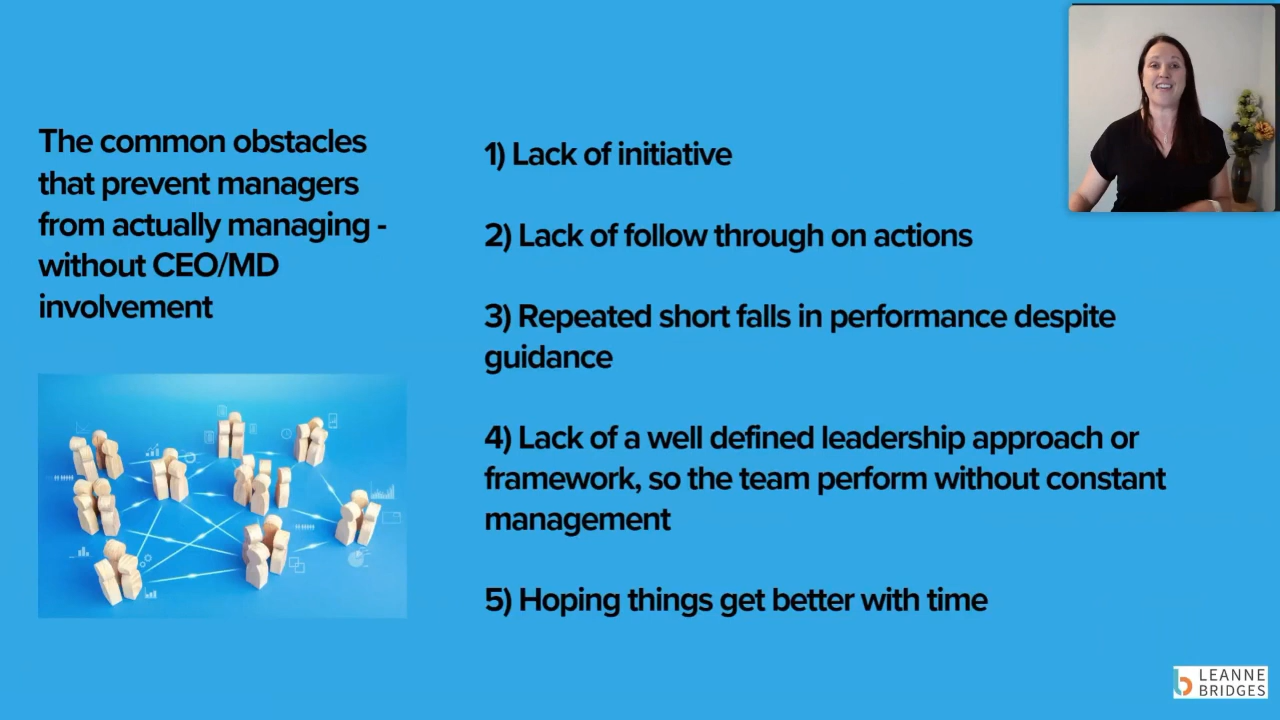 The common obstacles
that prevent managers
from actually managing -
without CEO/MD
involvement
1) Lack of initiative
2) Lack of follow through on actions
3) Repeated short falls in performance despite
guidance
4) Lack of a well defined leadership approach or
framework, so the team perform without constant
management
5) Hoping things get better with time
LEANNE
BRIDGES